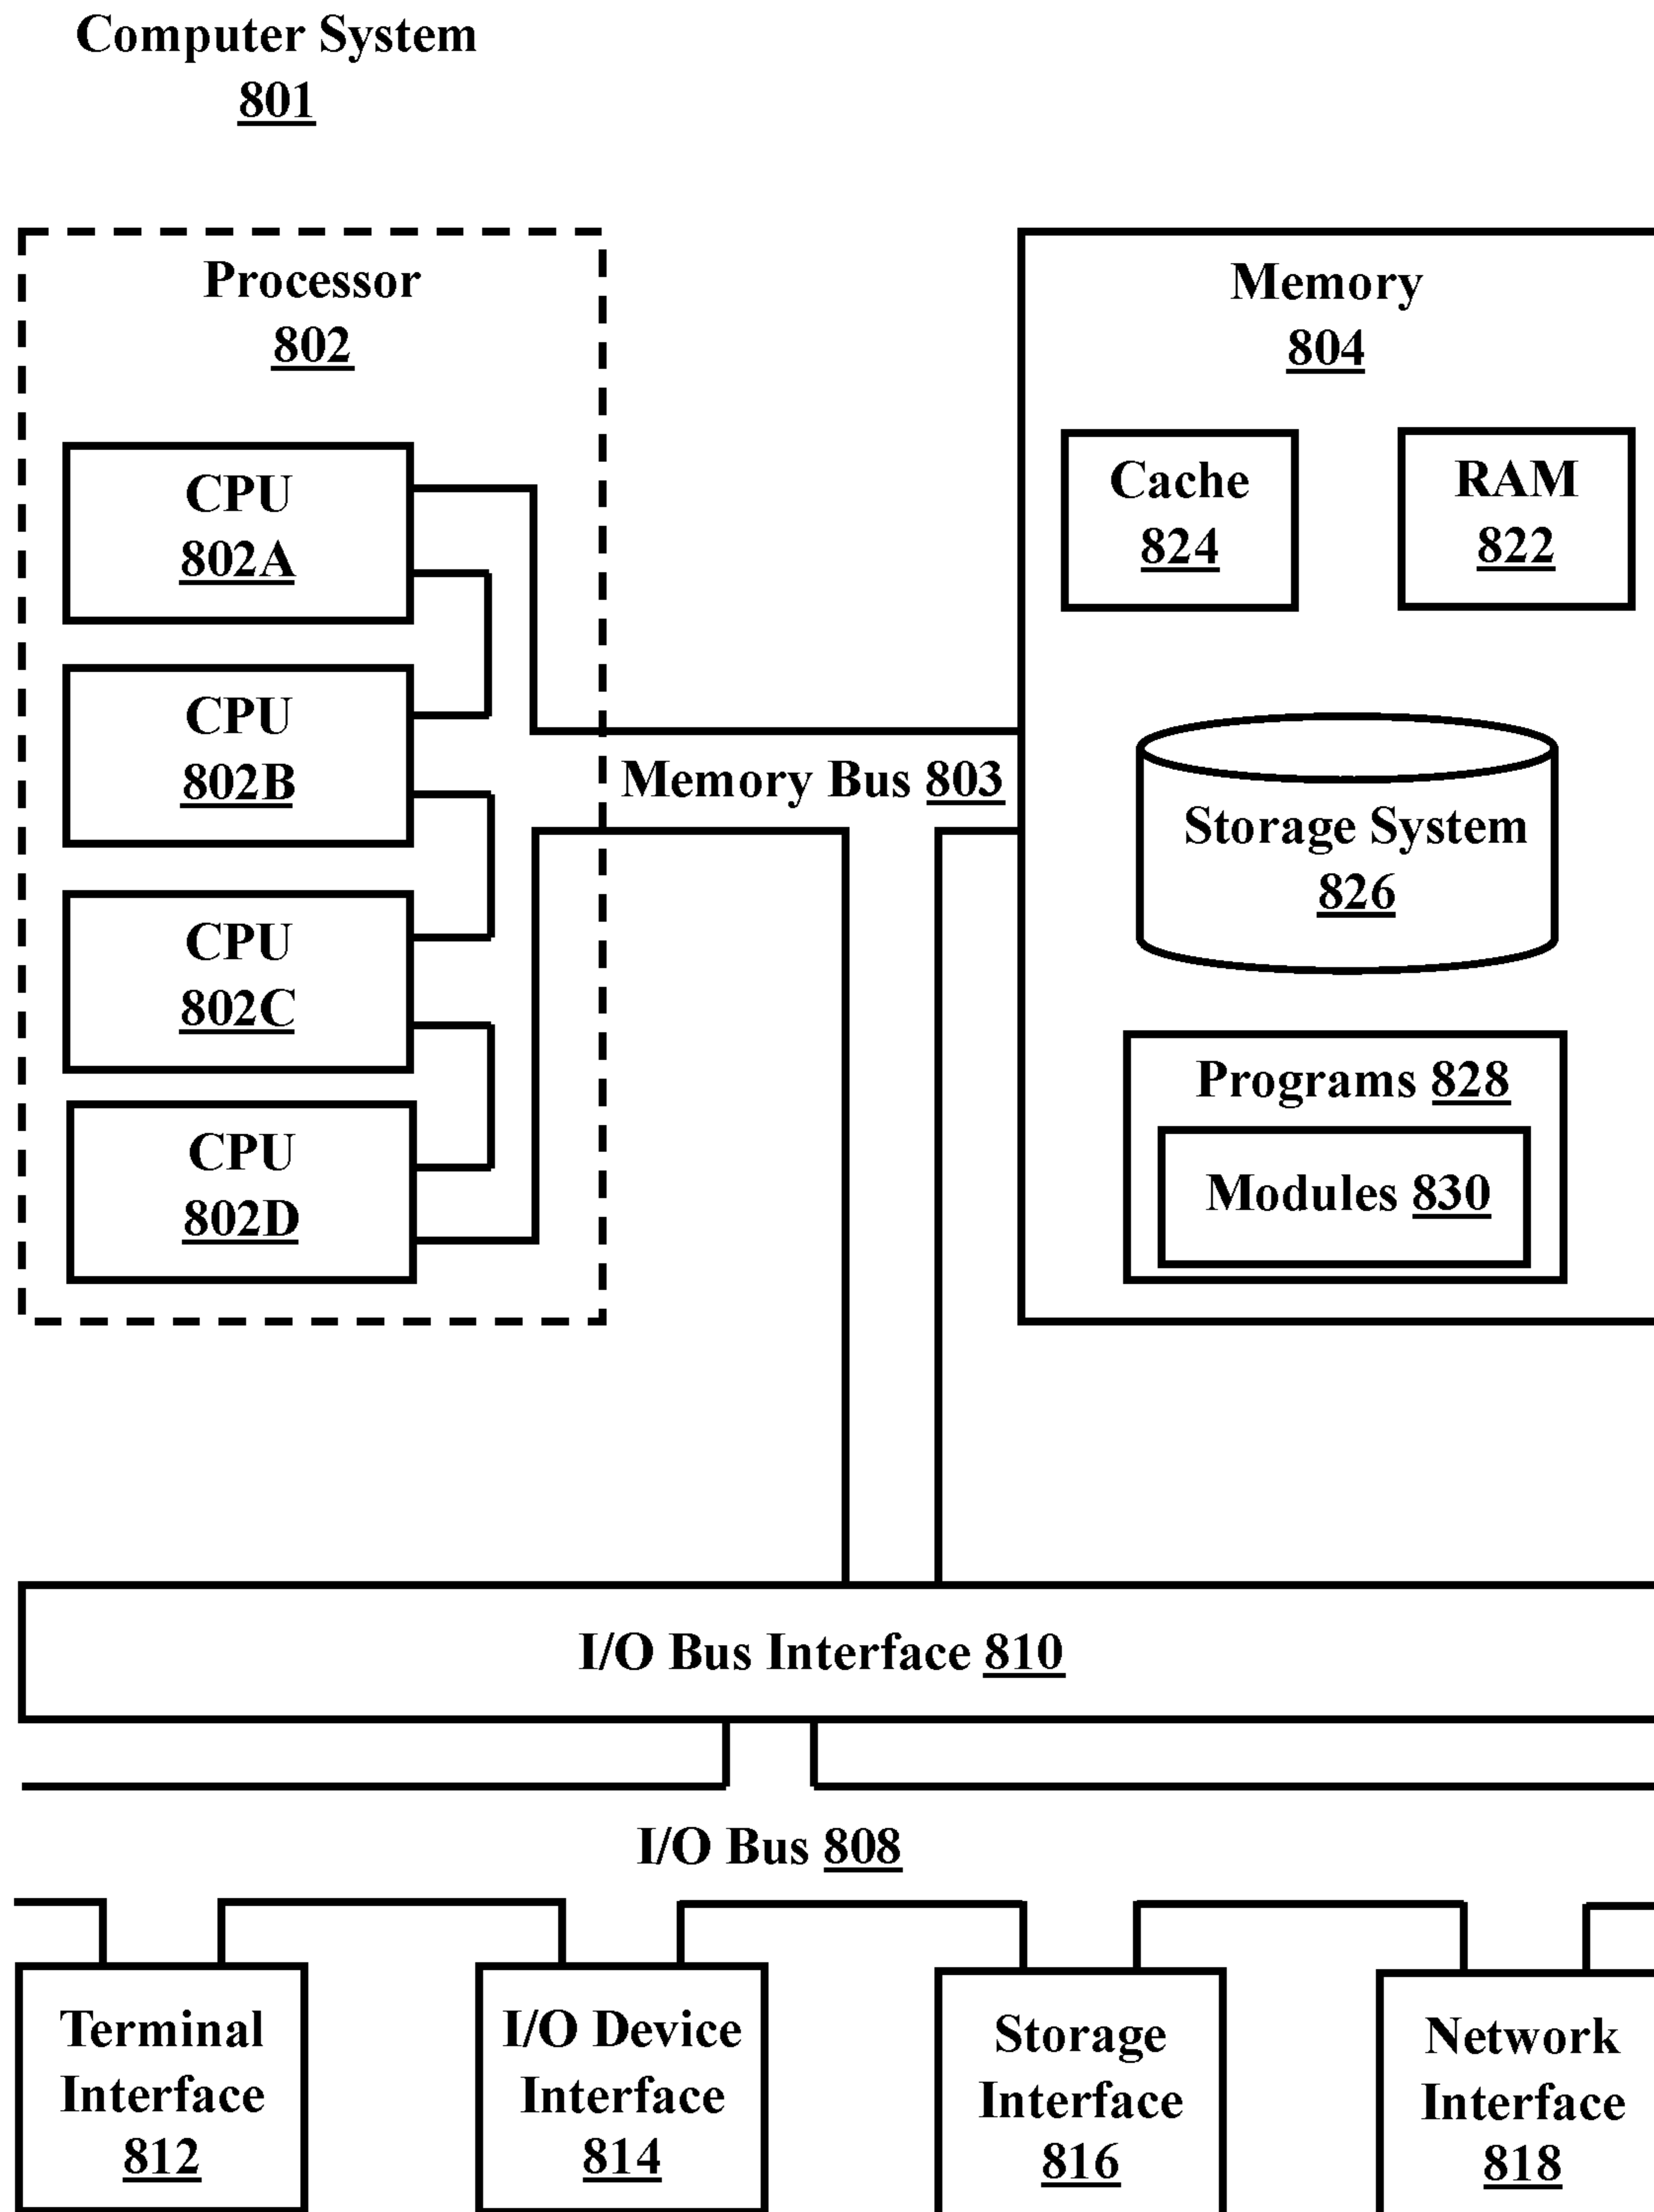 Computer System
801
Processor
802
CPU
802A
CPU
802B
CPU
802C
CPU
802D
Memory Bus 803
Memory
804
Cache
824
RAM
822
Storage System
826
Programs 828
Modules 830
I/O Bus Interface 810
I/O Bus 808
Terminal
Interface
812
I/O Device
Interface
814
Storage
Interface
816
Network
Interface
818